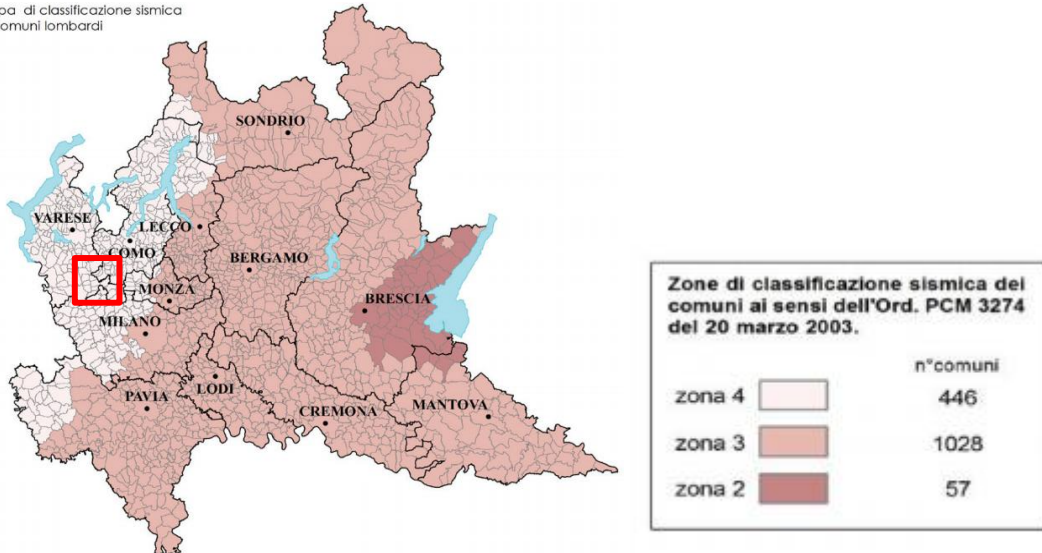 di classificazione sismica
comuni lombardi
SONDRIO
VARESE
LECCO
COMO
BERGAMO
MONZA
BRESCIA
MILANO
LODI
PAVIA
CREMONA
MANTOVA
Zone di classificazione sismica dei
comuni ai sensi dell'Ord. PCM 3274
del 20 marzo 2003.
n°comuni
zona 4 446
zona 3 1028
zona 2 57